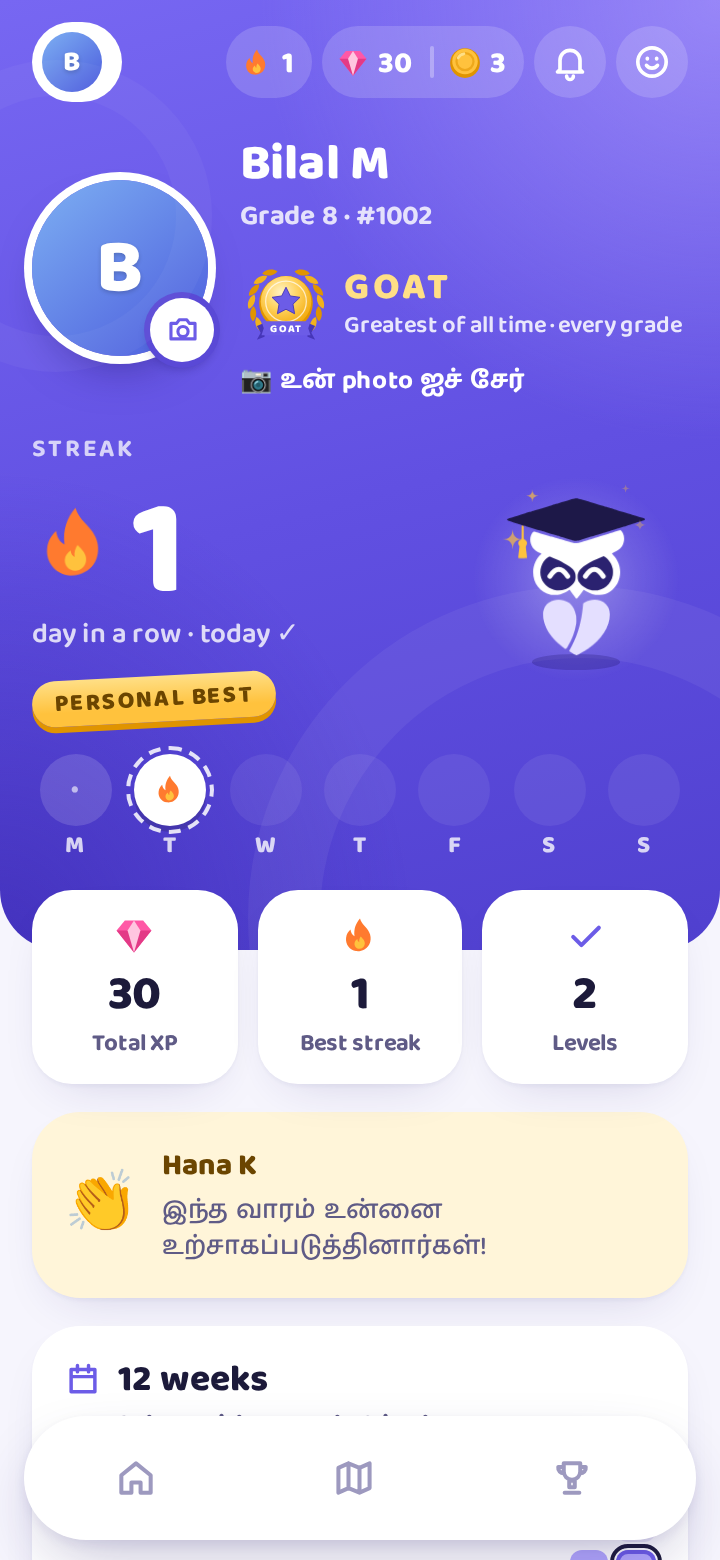 B
1
30
3
Bilal M
Grade 8 · #1002
B
GOAT
GOAT
Greatest of all time · every grade
உன் photo ஐச் சேர்
STREAK
1
day in a row · today ✓
PERSONAL BEST
M T W T F S S
30
1
2
Total XP
Best streak
Levels
Hana K
இந்த வாரம் உன்னை
உற்சாகப்படுத்தினார்கள்!
12 weeks